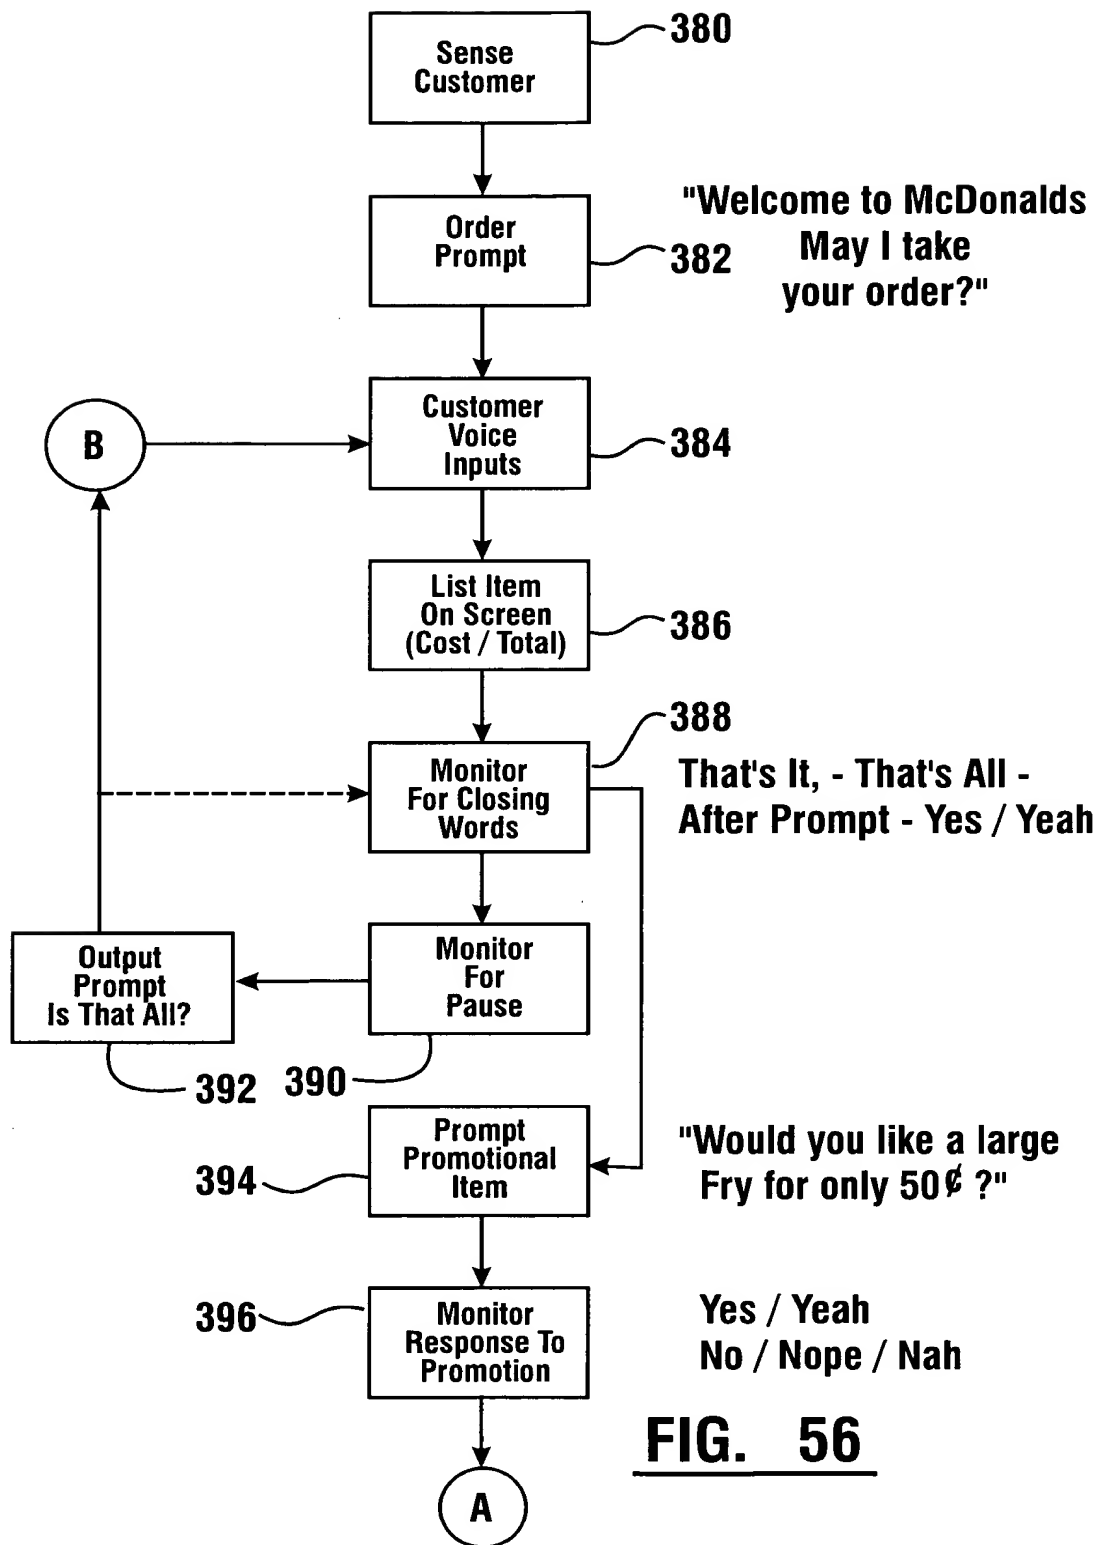 Sense
Customer
380
Order
Prompt
382
"Welcome to McDonalds
May I take
your order?"
B
Customer
Voice
Inputs
384
List Item
On Screen
(Cost / Total)
386
388
Monitor
For Closing
Words
That's It, - That's All -
After Prompt - Yes / Yeah
Output
Prompt
Is That All?
392
Monitor
For
Pause
390
Prompt
Promotional
Item
394
"Would you like a large
Fry for only 50¢ ?"
396
Monitor
Response To
Promotion
Yes / Yeah
No / Nope / Nah
A
FIG. 56